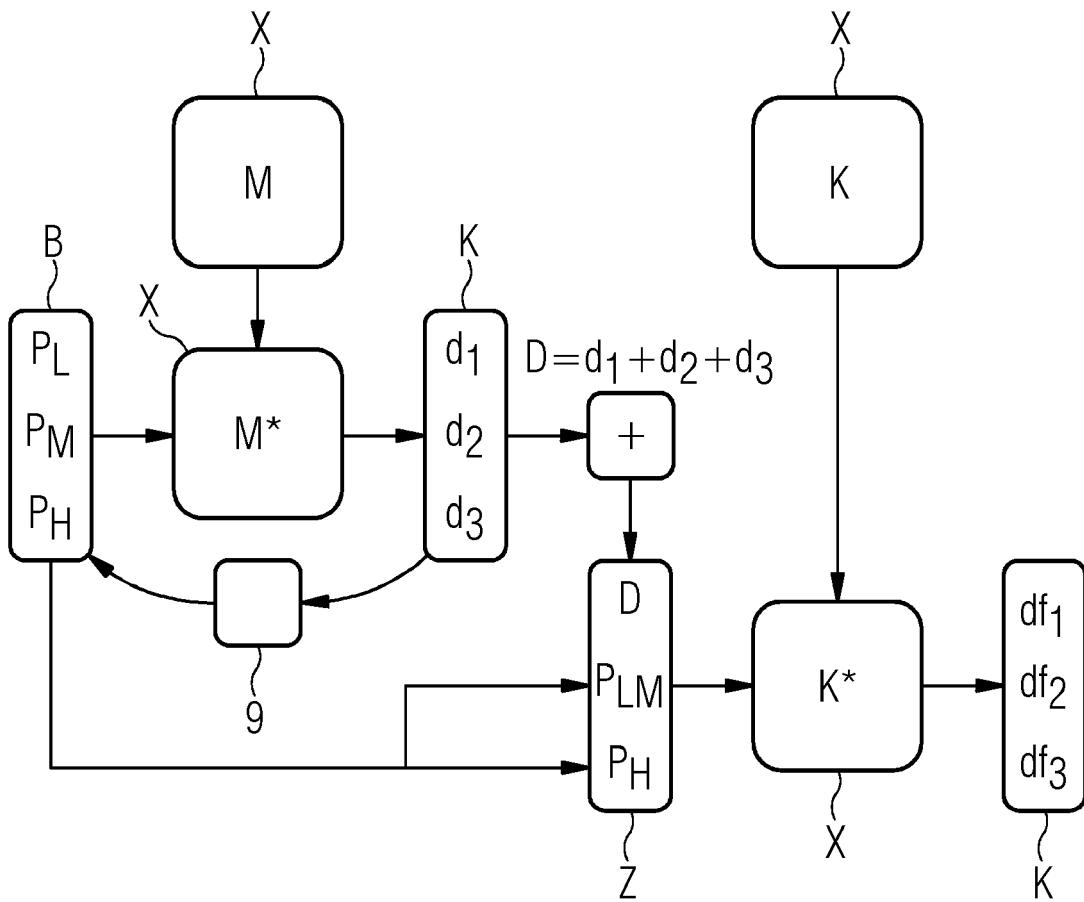 X
X
M
K
B
K
X
P_L
P_M
P_H
M*
d_1
d_2
d_3
D=d_1+d_2+d_3
+
9
D
P_LM
P_H
K*
df_1
df_2
df_3
Z
X
K